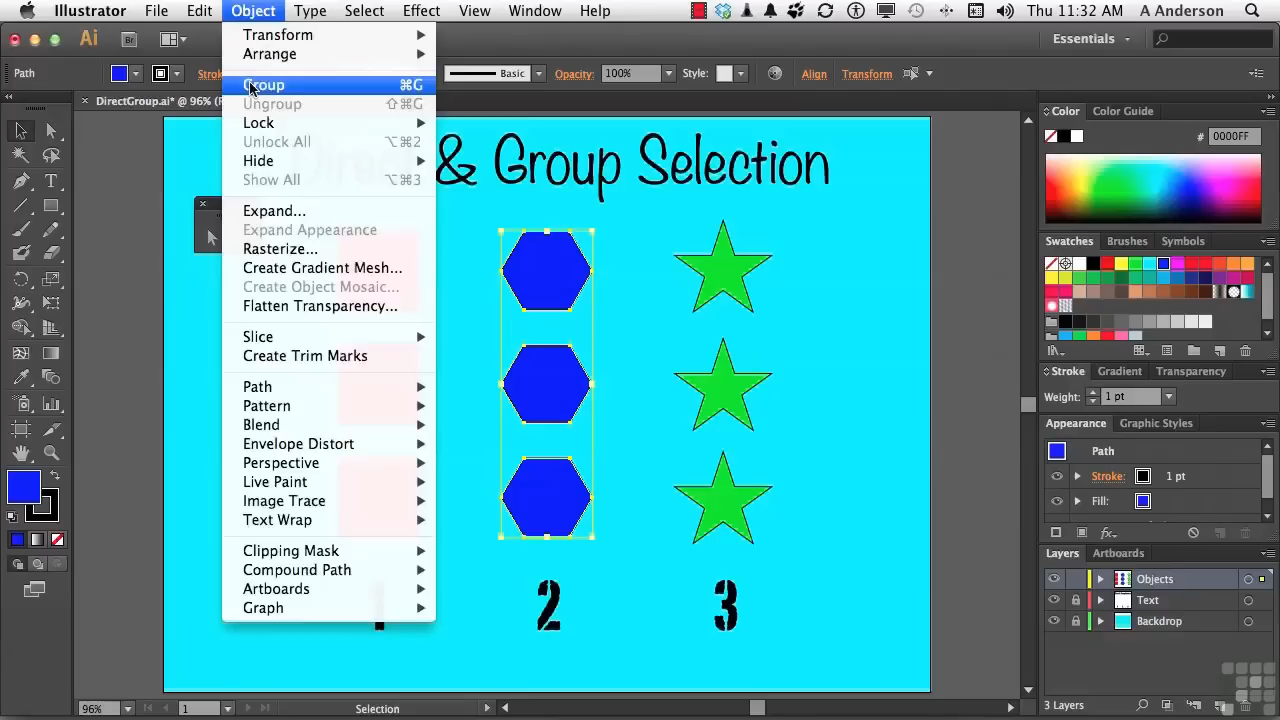 Illustrator File Edit Object Type Select Effect View Window Help Thu 11:32 AM A Anderson
Ai Br Essentials
Path Basic Opacity: 100% Style: Align Transform
DirectGroup.ai* @ 96%
Transform
Arrange
Group ⌘G
Ungroup ⇧⌘G
Lock
Unlock All ⌥⌘2
Hide
Show All ⌥⌘3
Expand...
Expand Appearance
Rasterize...
Create Gradient Mesh...
Create Object Mosaic...
Flatten Transparency...
Slice
Create Trim Marks
Path
Pattern
Blend
Envelope Distort
Perspective
Live Paint
Image Trace
Text Wrap
Clipping Mask
Compound Path
Artboards
Graph
Direct & Group Selection
1 2 3
Color Color Guide
# 0000FF
Swatches Brushes Symbols
Stroke Gradient Transparency
Weight: 1 pt
Appearance Graphic Styles
Path
Stroke: 1 pt
Fill:
Layers Artboards
Objects
Text
Backdrop
3 Layers
96% 1 Selection